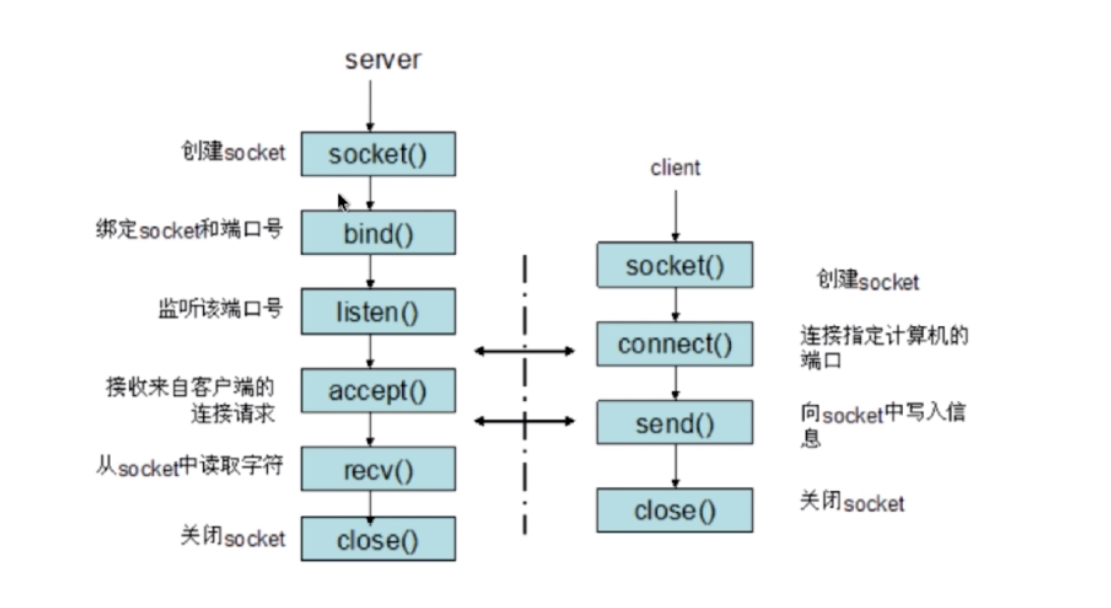 server
创建socket
socket()
绑定socket和端口号
bind()
监听该端口号
listen()
接收来自客户端的
连接请求
accept()
从socket中读取字符
recv()
关闭socket
close()
client
socket()
创建socket
connect()
连接指定计算机的
端口
send()
向socket中写入信
息
close()
关闭socket